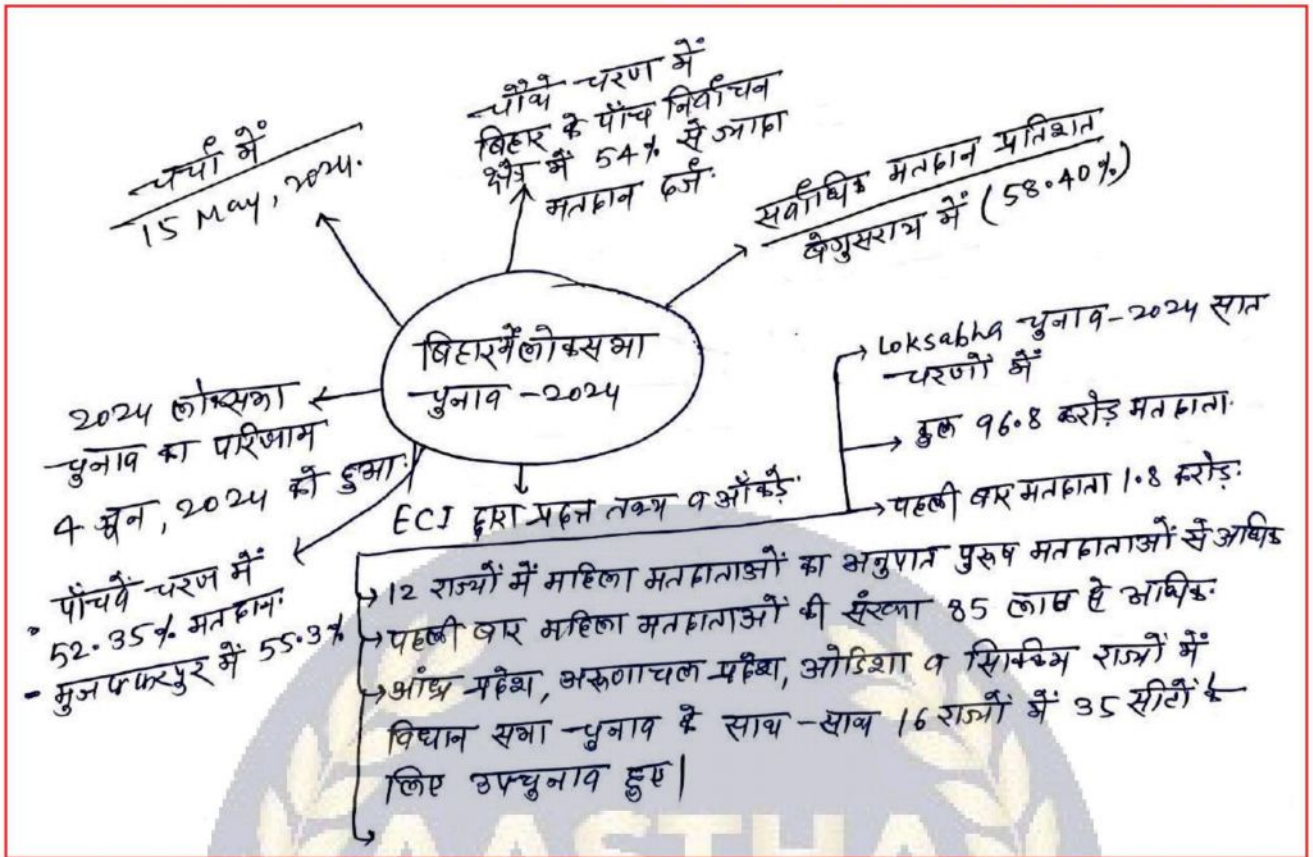 चर्चा में
15 May, 2024.
चौथे चरण में
बिहार के पाँच निर्वाचन
क्षेत्र में 54% से ज्यादा
मतदान दर्ज.
सर्वाधिक मतदान प्रतिशत
बेगुसराय में (58.40%)
बिहार में लोकसभा
चुनाव - 2024
2024 लोकसभा
चुनाव का परिणाम
4 जून, 2024 को हुआ.
पाँचवें चरण में
52.35% मतदान.
- मुजफ्फरपुर में 55.3%
ECI द्वारा प्रदत्त तथ्य व आँकड़े.
Loksabha चुनाव-2024 सात
चरणों में
कुल 96.8 करोड़ मतदाता.
पहली बार मतदाता 1.8 करोड़.
12 राज्यों में महिला मतदाताओं का अनुपात पुरूष मतदाताओं से अधिक
पहली बार महिला मतदाताओं की संख्या 85 लाख से अधिक.
आंध्र प्रदेश, अरूणाचल प्रदेश, ओडिशा व सिक्किम राज्यों में
विधान सभा चुनाव के साथ-साथ 16 राज्यों में 35 सीटों के
लिए उपचुनाव हुए|
AASTHA